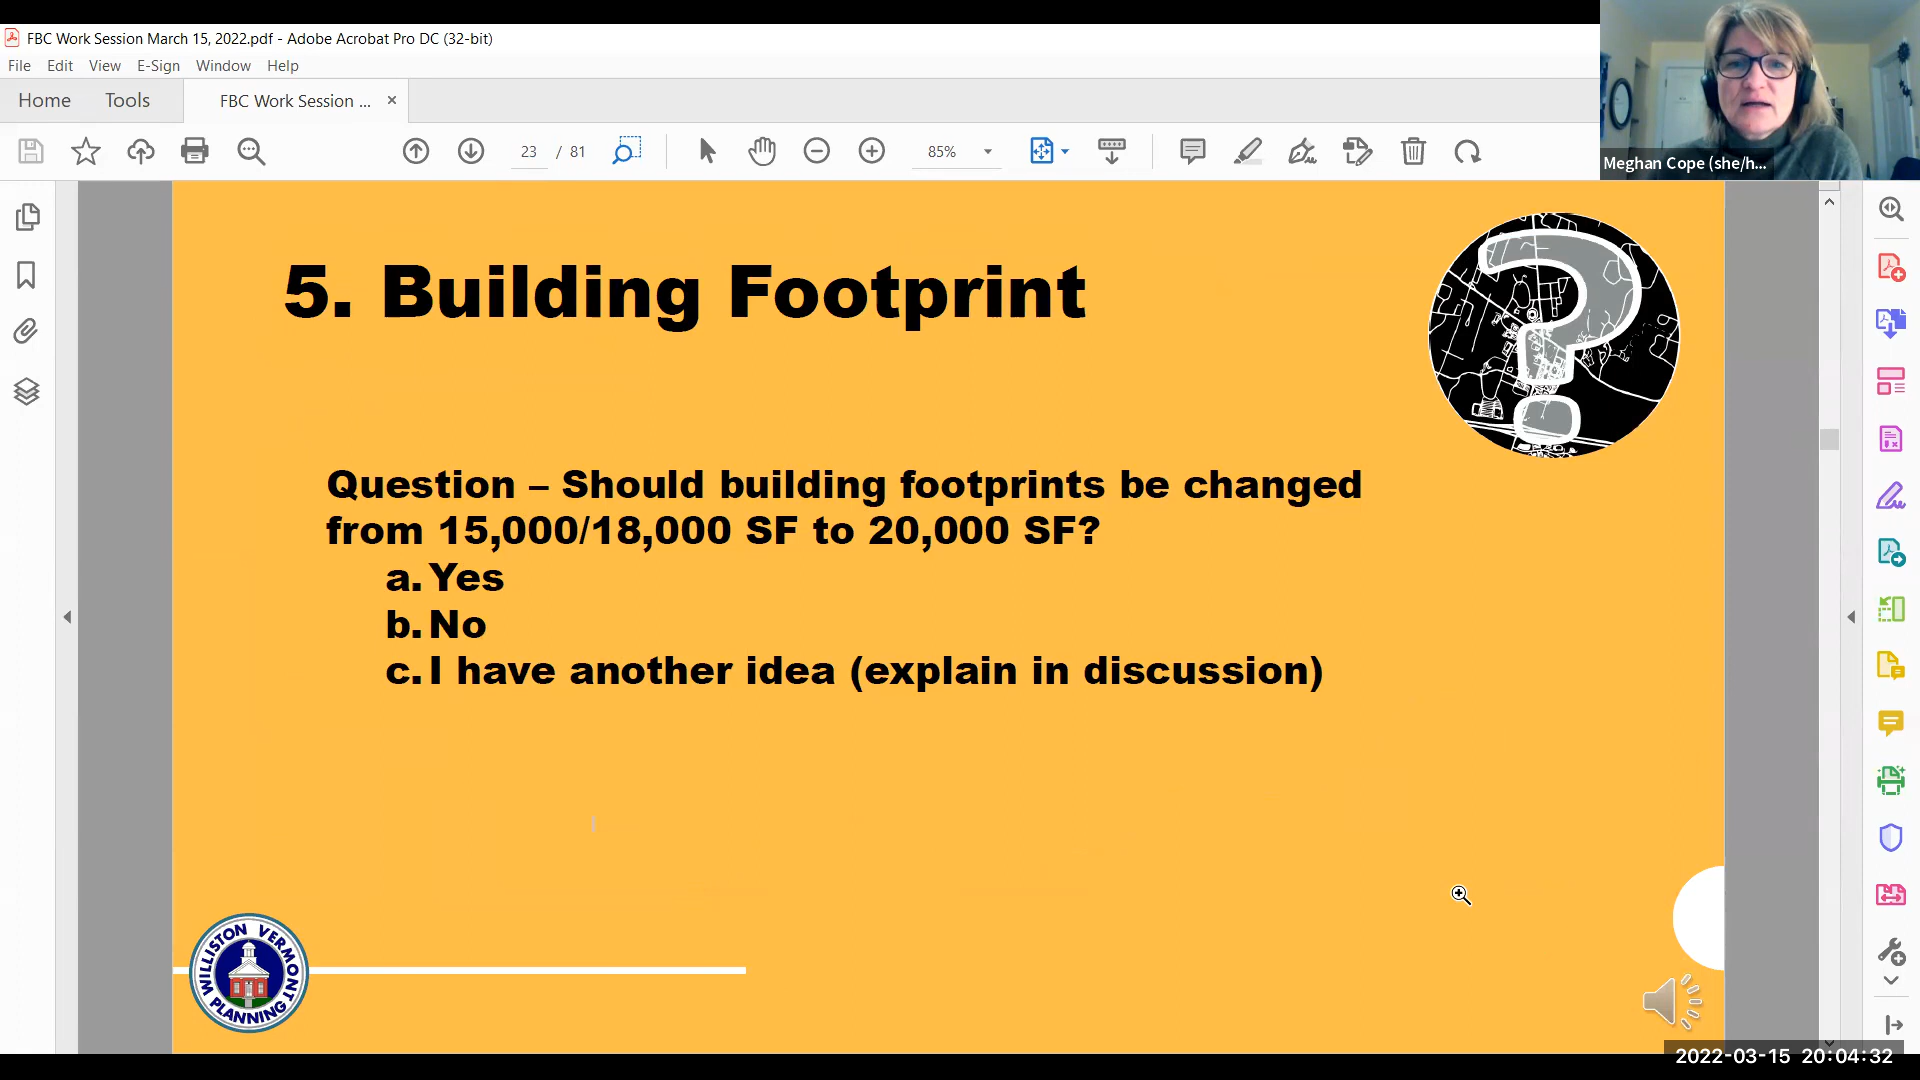 FBC Work Session March 15, 2022.pdf - Adobe Acrobat Pro DC (32-bit)
File Edit View E-Sign Window Help
Home Tools FBC Work Session ... ×
23 / 81 85%
Meghan Cope (she/h...
5. Building Footprint
Question – Should building footprints be changed
from 15,000/18,000 SF to 20,000 SF?
a. Yes
b. No
c. I have another idea (explain in discussion)
WILLISTON VERMONT
PLANNING
2022-03-15 20:04:32